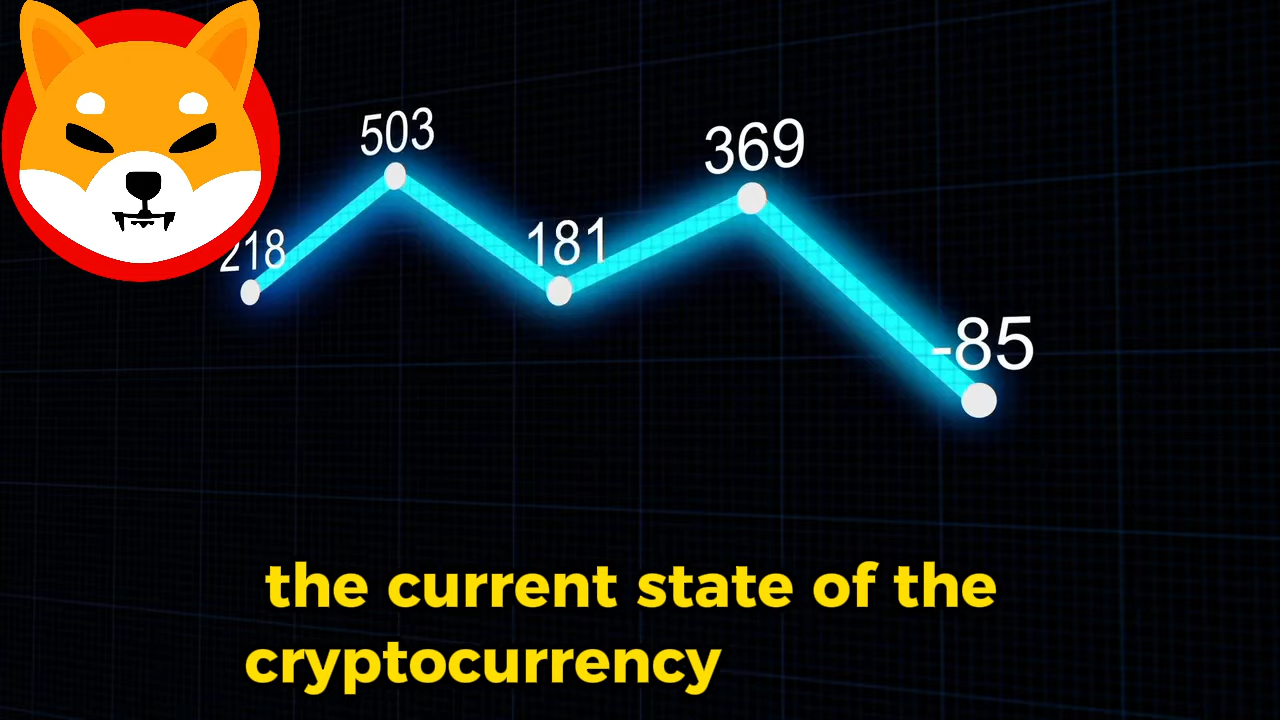 503
369
218
181
-85
the current state of the
cryptocurrency